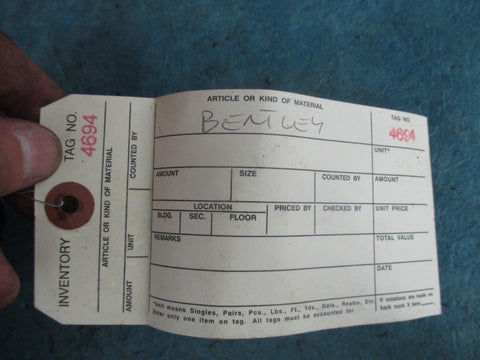 TAG NO.
4694
INVENTORY
ARTICLE OR KIND OF MATERIAL
COUNTED BY
UNIT
AMOUNT
ARTICLE OR KIND OF MATERIAL
BENTLEY
TAG NO.
4694
UNIT*
AMOUNT SIZE COUNTED BY AMOUNT
LOCATION PRICED BY CHECKED BY UNIT PRICE
BLDG. SEC. FLOOR
REMARKS TOTAL VALUE
DATE
*Unit means Singles, Pairs, Pcs., Lbs., Ft., Yds., Gals., Reams, Etc.
Enter only one item on tag. All tags must be accounted for.
If notations are made on
back mark X here